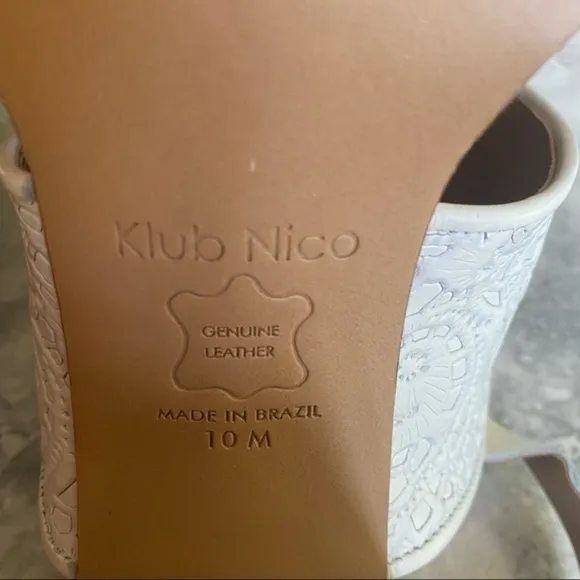 Klub Nico
GENUINE
LEATHER
MADE IN BRAZIL
10 M